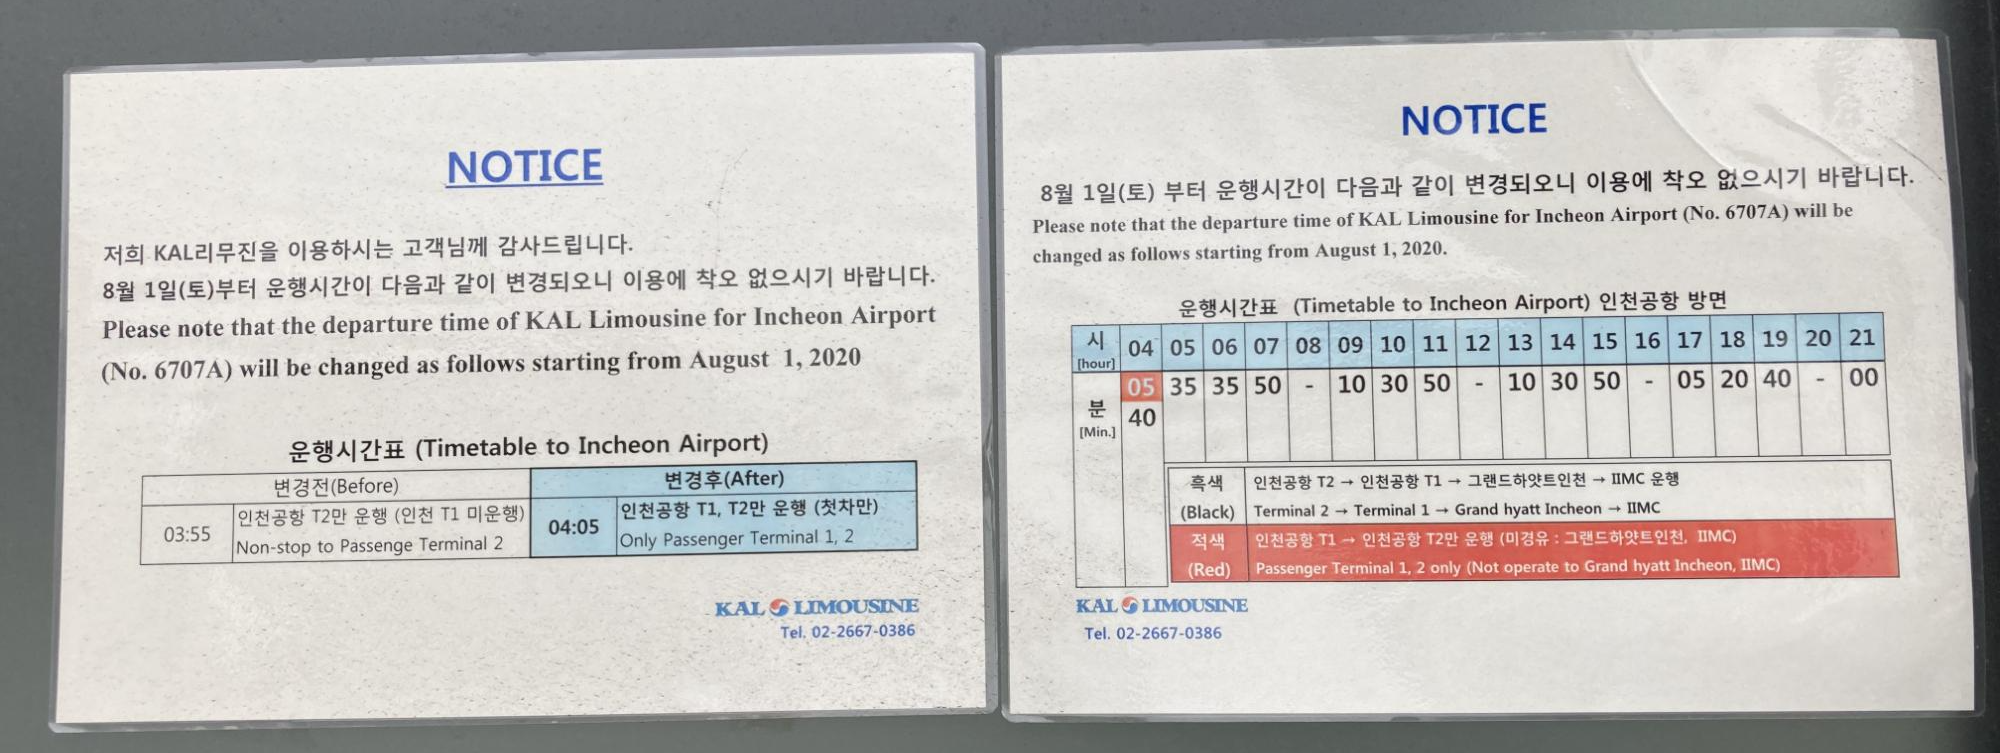 NOTICE
저희 KAL리무진을 이용하시는 고객님께 감사드립니다.
8월 1일(토)부터 운행시간이 다음과 같이 변경되오니 이용에 착오 없으시기 바랍니다.
Please note that the departure time of KAL Limousine for Incheon Airport
(No. 6707A) will be changed as follows starting from August 1, 2020
운행시간표 (Timetable to Incheon Airport)
변경전(Before) 변경후(After)
03:55 인천공항 T2만 운행 (인천 T1 미운행) 04:05 인천공항 T1, T2만 운행 (첫차만)
Non-stop to Passenge Terminal 2 Only Passenger Terminal 1, 2
KAL LIMOUSINE
Tel. 02-2667-0386
NOTICE
8월 1일(토) 부터 운행시간이 다음과 같이 변경되오니 이용에 착오 없으시기 바랍니다.
Please note that the departure time of KAL Limousine for Incheon Airport (No. 6707A) will be
changed as follows starting from August 1, 2020.
운행시간표 (Timetable to Incheon Airport) 인천공항 방면
시 [hour] 04 05 06 07 08 09 10 11 12 13 14 15 16 17 18 19 20 21
분 [Min.] 05 35 35 50 - 10 30 50 - 10 30 50 - 05 20 40 - 00
40
흑색 인천공항 T2 → 인천공항 T1 → 그랜드하얏트인천 → IIMC 운행
(Black) Terminal 2 → Terminal 1 → Grand hyatt Incheon → IIMC
적색 인천공항 T1 → 인천공항 T2만 운행 (미경유 : 그랜드하얏트인천, IIMC)
(Red) Passenger Terminal 1, 2 only (Not operate to Grand hyatt Incheon, IIMC)
KAL LIMOUSINE
Tel. 02-2667-0386